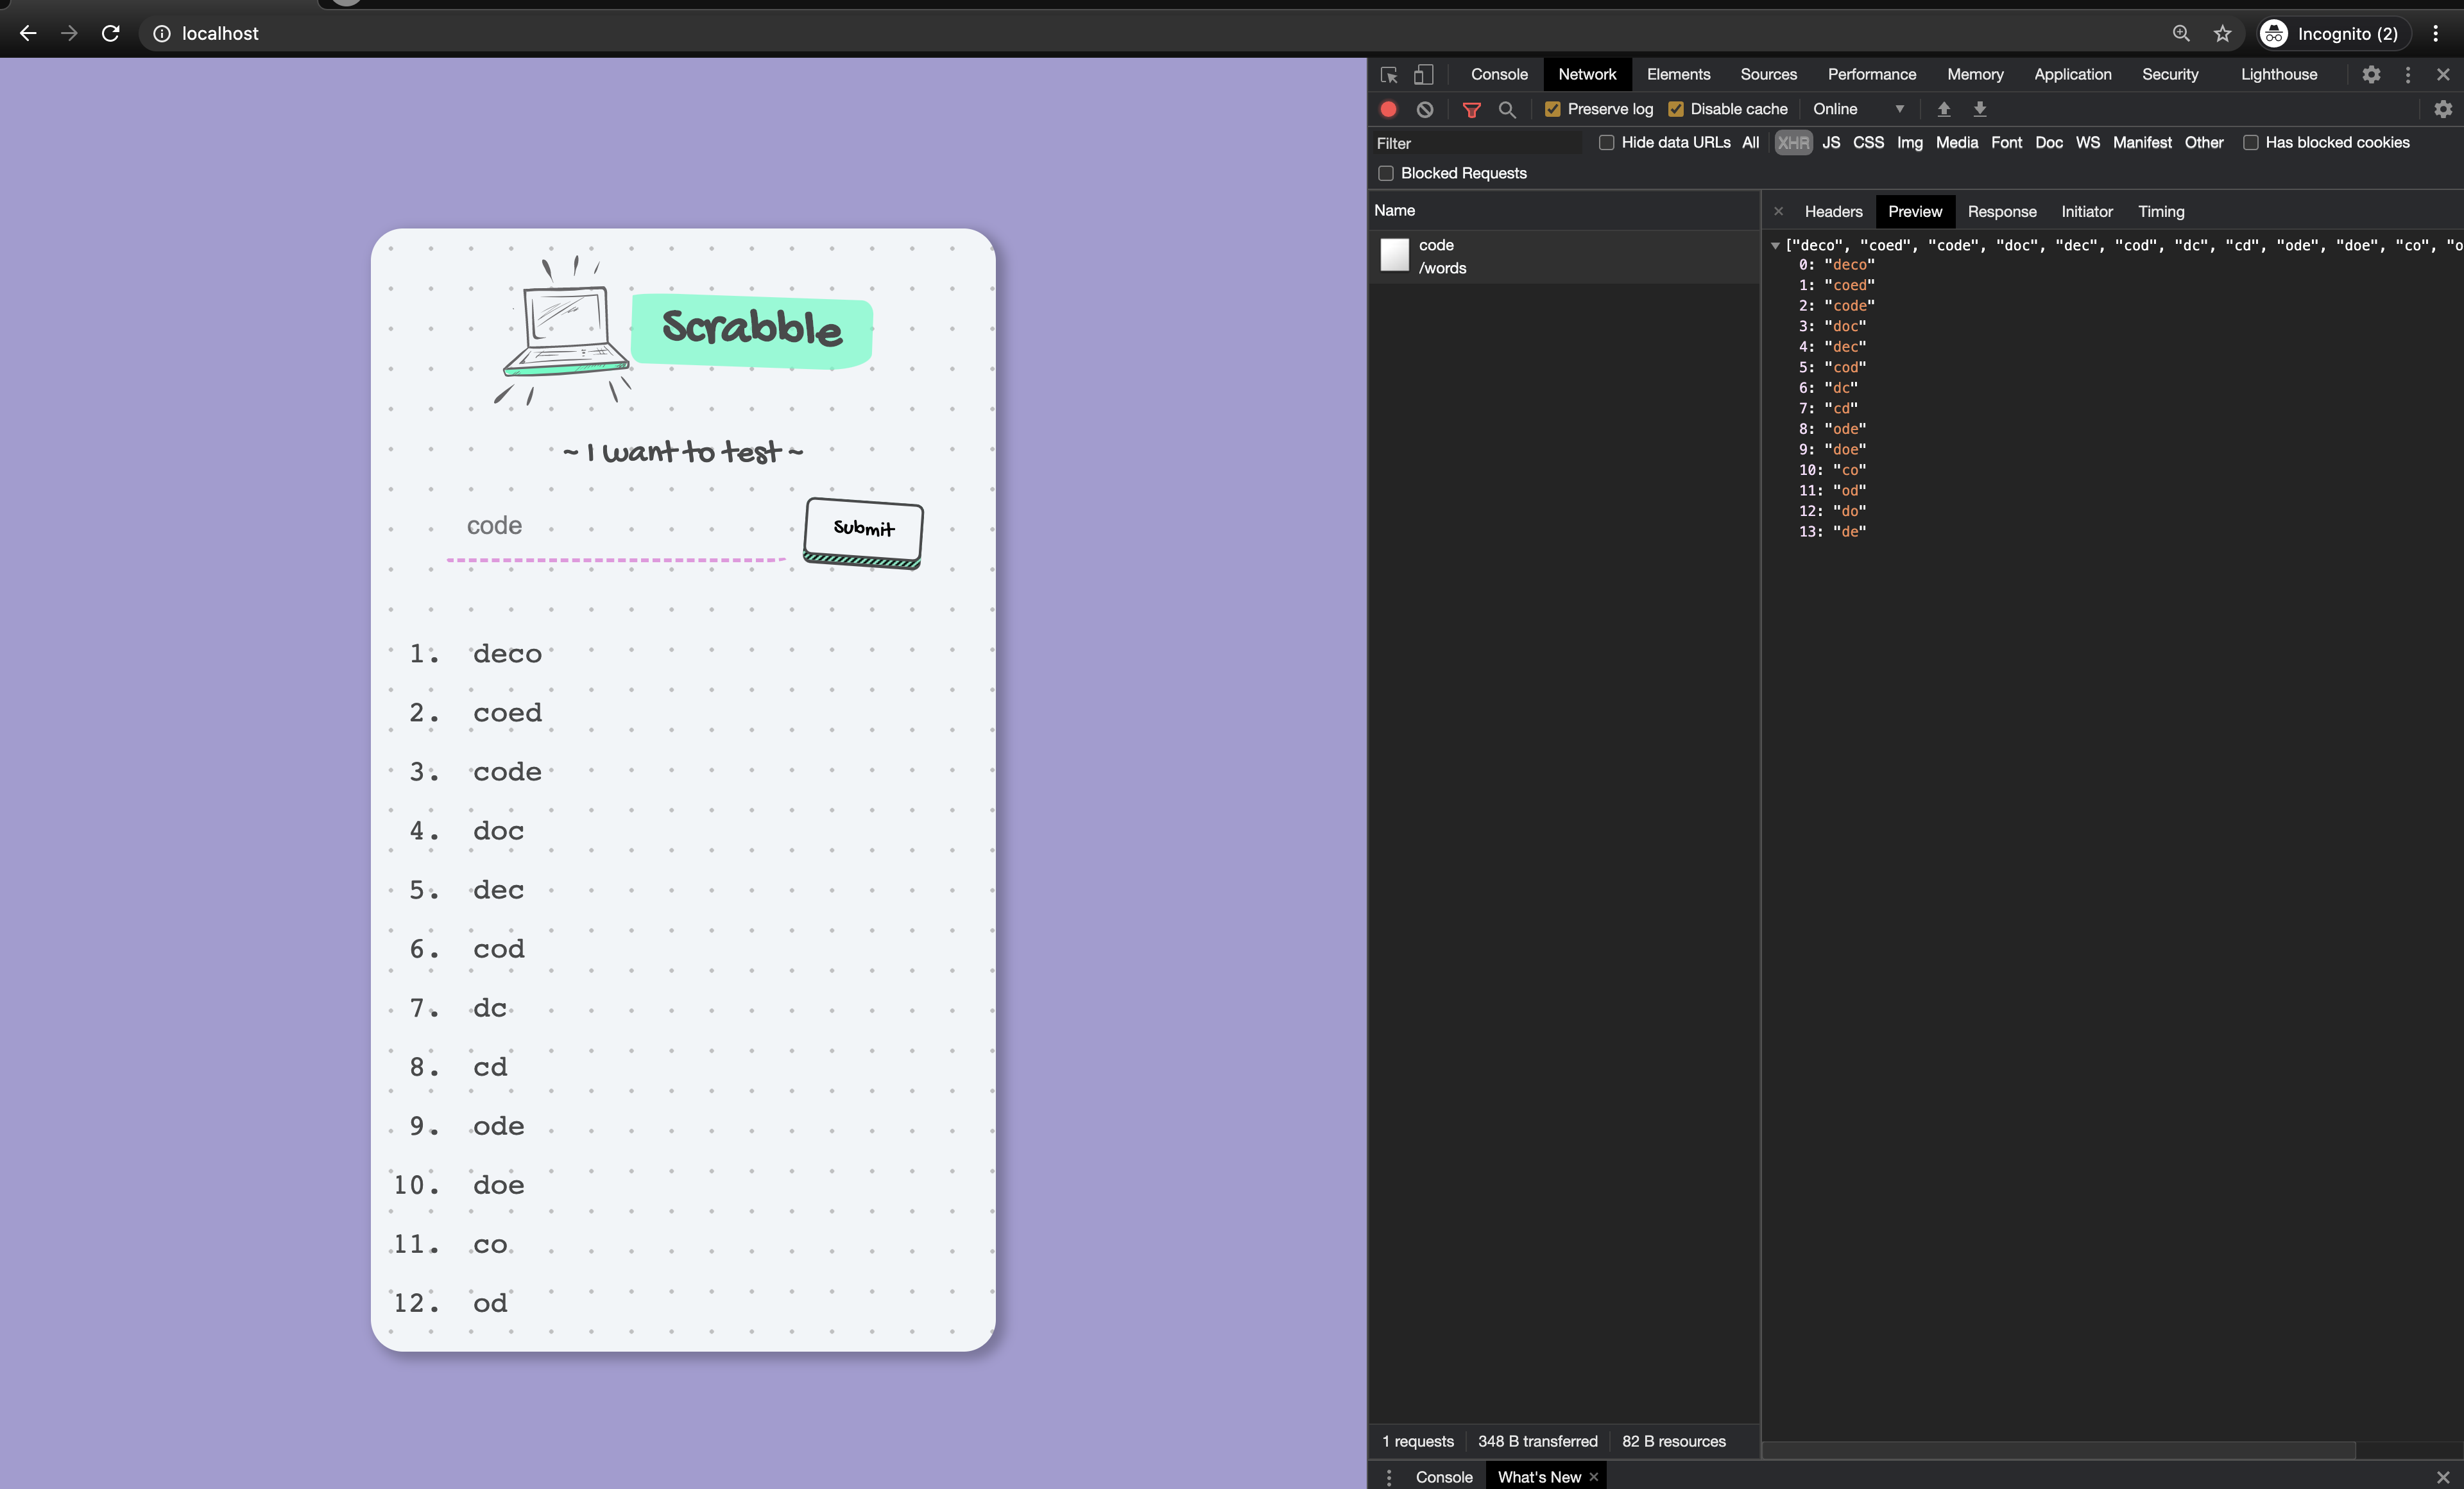 localhost
Incognito (2)
Scrabble
~ I want to test ~
code
Submit
1. deco
2. coed
3. code
4. doc
5. dec
6. cod
7. dc
8. cd
9. ode
10. doe
11. co
12. od
Console Network Elements Sources Performance Memory Application Security Lighthouse
Preserve log Disable cache Online
Filter Hide data URLs All XHR JS CSS Img Media Font Doc WS Manifest Other Has blocked cookies
Blocked Requests
Name
code
/words
1 requests 348 B transferred 82 B resources
Headers Preview Response Initiator Timing
["deco", "coed", "code", "doc", "dec", "cod", "dc", "cd", "ode", "doe", "co", "o
0: "deco"
1: "coed"
2: "code"
3: "doc"
4: "dec"
5: "cod"
6: "dc"
7: "cd"
8: "ode"
9: "doe"
10: "co"
11: "od"
12: "do"
13: "de"
Console What's New